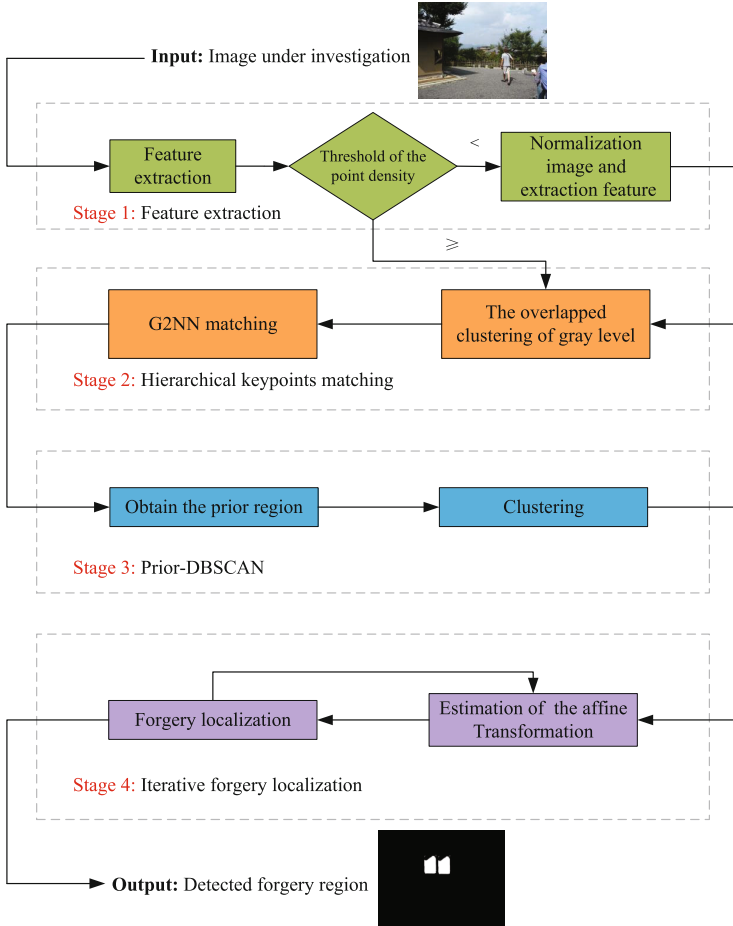 Input: Image under investigation
Feature
extraction
Threshold of the
point density
<
Normalization
image and
extraction feature
Stage 1: Feature extraction
≥
The overlapped
clustering of gray level
G2NN matching
Stage 2: Hierarchical keypoints matching
Obtain the prior region
Clustering
Stage 3: Prior-DBSCAN
Estimation of the affine
Transformation
Forgery localization
Stage 4: Iterative forgery localization
Output: Detected forgery region